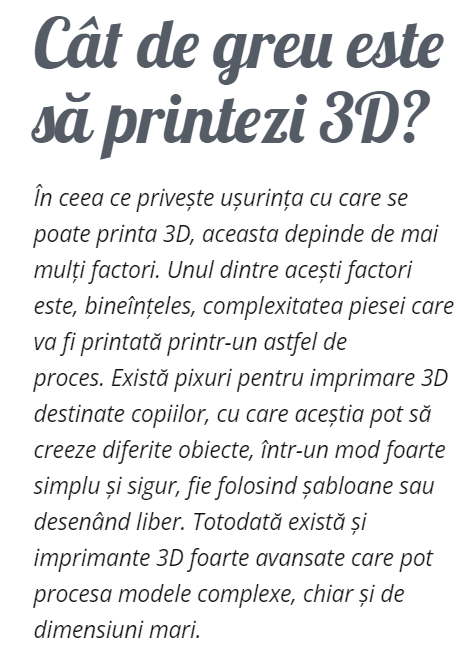 Cât de greu este
să printezi 3D?
În ceea ce privește ușurința cu care se
poate printa 3D, aceasta depinde de mai
mulți factori. Unul dintre acești factori
este, bineînțeles, complexitatea piesei care
va fi printată printr-un astfel de
proces. Există pixuri pentru imprimare 3D
destinate copiilor, cu care aceștia pot să
creeze diferite obiecte, într-un mod foarte
simplu și sigur, fie folosind șabloane sau
desenând liber. Totodată există și
imprimante 3D foarte avansate care pot
procesa modele complexe, chiar și de
dimensiuni mari.